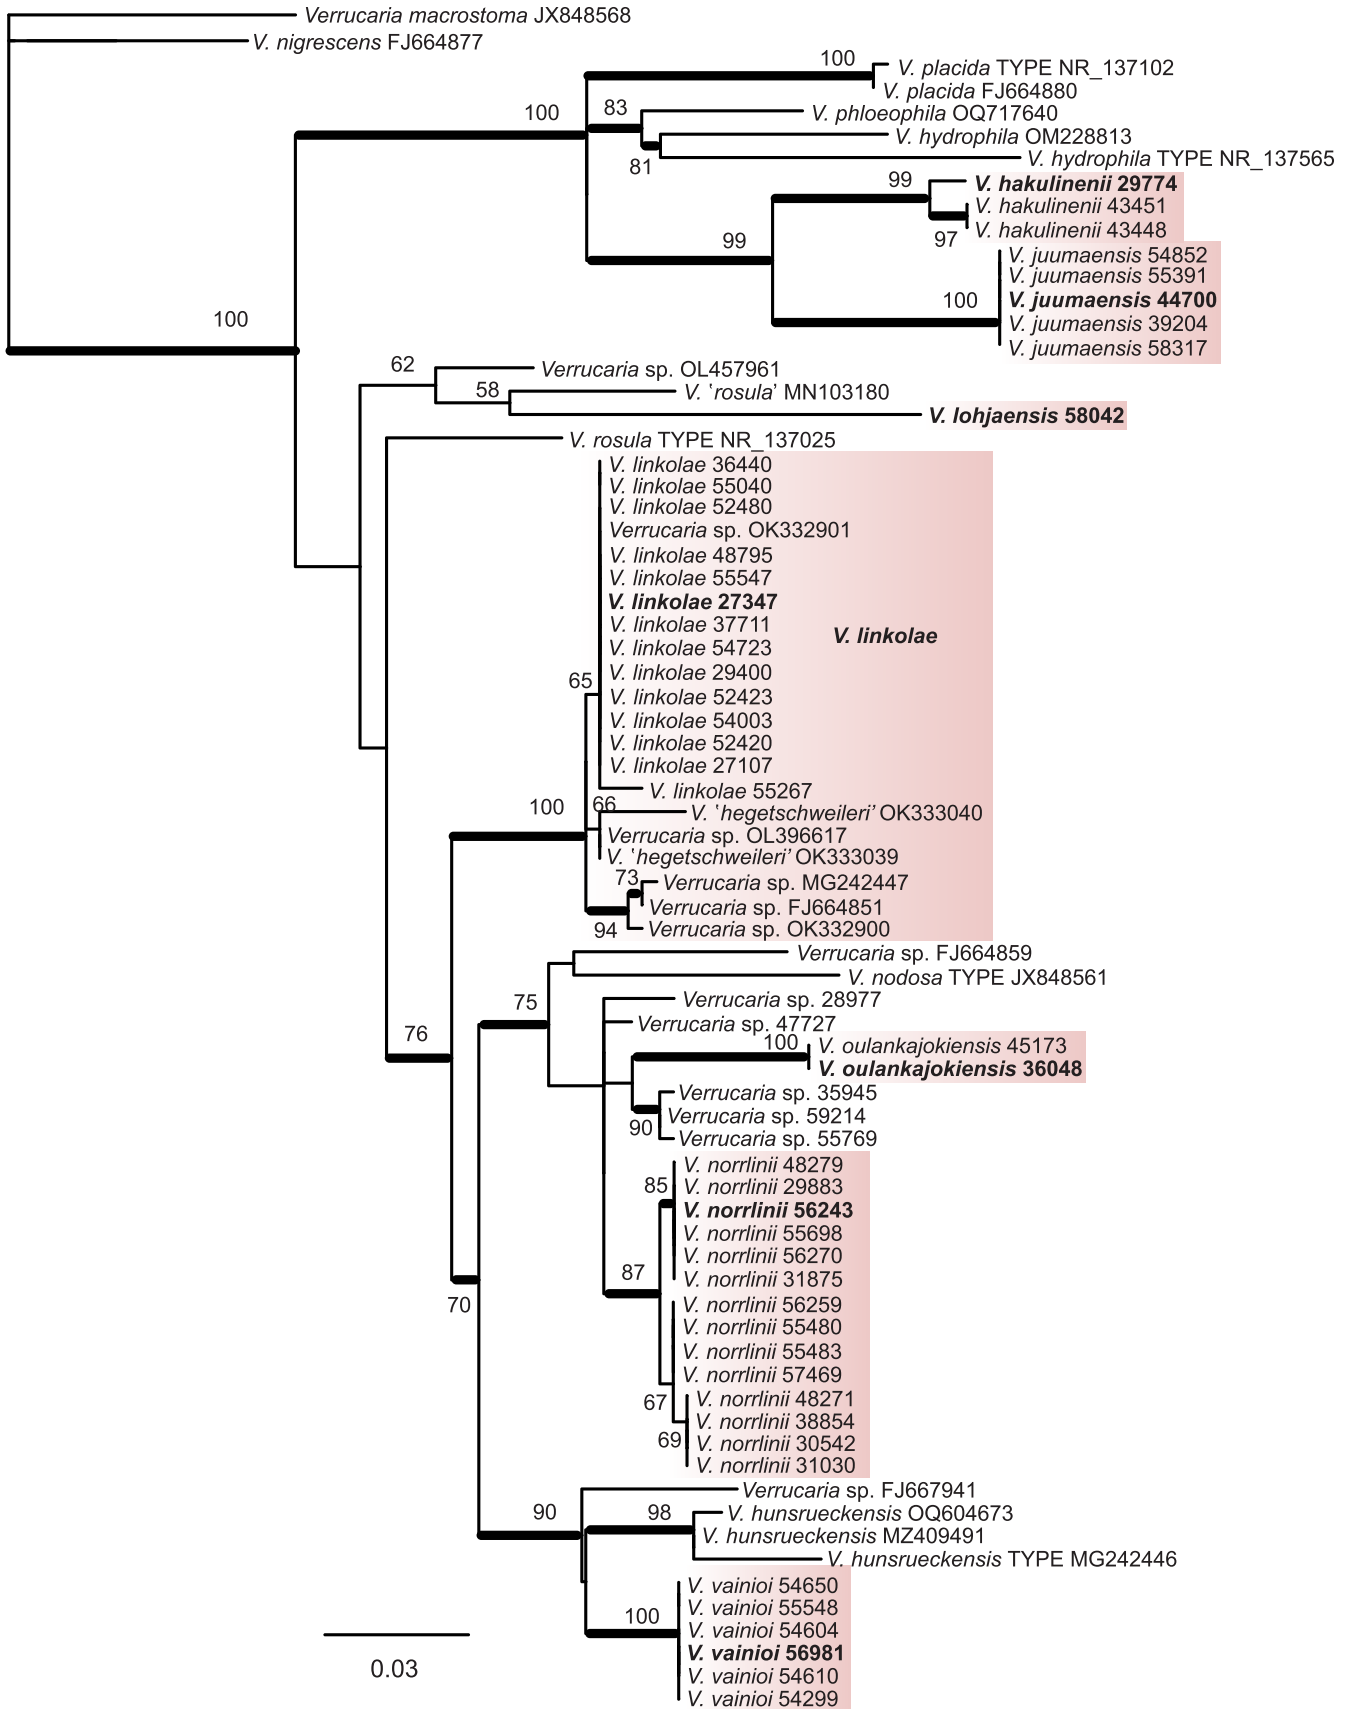 Verrucaria macrostoma JX848568
V. nigrescens FJ664877
100
V. placida TYPE NR_137102
V. placida FJ664880
100
83
V. phloeophila OQ717640
V. hydrophila OM228813
81
V. hydrophila TYPE NR_137565
99
V. hakulinenii 29774
V. hakulinenii 43451
97
V. hakulinenii 43448
99
V. juumaensis 54852
V. juumaensis 55391
100
V. juumaensis 44700
V. juumaensis 39204
V. juumaensis 58317
100
62
Verrucaria sp. OL457961
58
V. 'rosula' MN103180
V. lohjaensis 58042
V. rosula TYPE NR_137025
V. linkolae 36440
V. linkolae 55040
V. linkolae 52480
Verrucaria sp. OK332901
V. linkolae 48795
V. linkolae 55547
V. linkolae 27347
V. linkolae 37711
V. linkolae
V. linkolae 54723
V. linkolae 29400
65
V. linkolae 52423
V. linkolae 54003
V. linkolae 52420
V. linkolae 27107
V. linkolae 55267
100
66
V. 'hegetschweileri' OK333040
Verrucaria sp. OL396617
V. 'hegetschweileri' OK333039
73
Verrucaria sp. MG242447
Verrucaria sp. FJ664851
94
Verrucaria sp. OK332900
Verrucaria sp. FJ664859
V. nodosa TYPE JX848561
75
Verrucaria sp. 28977
Verrucaria sp. 47727
76
100
V. oulankajokiensis 45173
V. oulankajokiensis 36048
Verrucaria sp. 35945
Verrucaria sp. 59214
90
Verrucaria sp. 55769
V. norrlinii 48279
85
V. norrlinii 29883
V. norrlinii 56243
V. norrlinii 55698
V. norrlinii 56270
87
V. norrlinii 31875
70
V. norrlinii 56259
V. norrlinii 55480
V. norrlinii 55483
V. norrlinii 57469
67
V. norrlinii 48271
V. norrlinii 38854
69
V. norrlinii 30542
V. norrlinii 31030
Verrucaria sp. FJ667941
90
98
V. hunsrueckensis OQ604673
V. hunsrueckensis MZ409491
V. hunsrueckensis TYPE MG242446
V. vainioi 54650
V. vainioi 55548
100
V. vainioi 54604
V. vainioi 56981
V. vainioi 54610
V. vainioi 54299
0.03